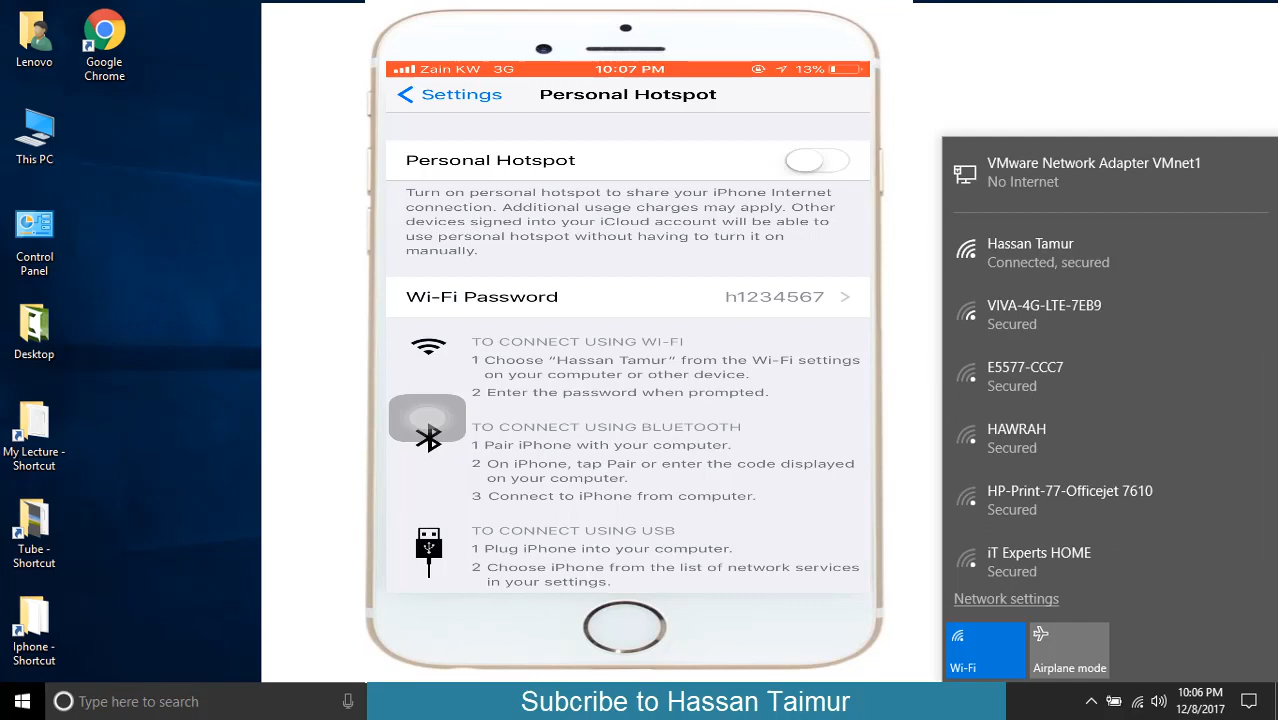 Lenovo
Google
Chrome
This PC
Control
Panel
Desktop
My Lecture -
Shortcut
Tube -
Shortcut
Iphone -
Shortcut
Zain KW 3G 10:07 PM 13%
Settings Personal Hotspot
Personal Hotspot
Turn on personal hotspot to share your iPhone Internet
connection. Additional usage charges may apply. Other
devices signed into your iCloud account will be able to
use personal hotspot without having to turn it on
manually.
Wi-Fi Password h1234567
TO CONNECT USING WI-FI
1 Choose “Hassan Tamur” from the Wi-Fi settings
on your computer or other device.
2 Enter the password when prompted.
TO CONNECT USING BLUETOOTH
1 Pair iPhone with your computer.
2 On iPhone, tap Pair or enter the code displayed
on your computer.
3 Connect to iPhone from computer.
TO CONNECT USING USB
1 Plug iPhone into your computer.
2 Choose iPhone from the list of network services
in your settings.
VMware Network Adapter VMnet1
No Internet
Hassan Tamur
Connected, secured
VIVA-4G-LTE-7EB9
Secured
E5577-CCC7
Secured
HAWRAH
Secured
HP-Print-77-Officejet 7610
Secured
iT Experts HOME
Secured
Network settings
Wi-Fi
Airplane mode
Type here to search
Subcribe to Hassan Taimur
10:06 PM
12/8/2017